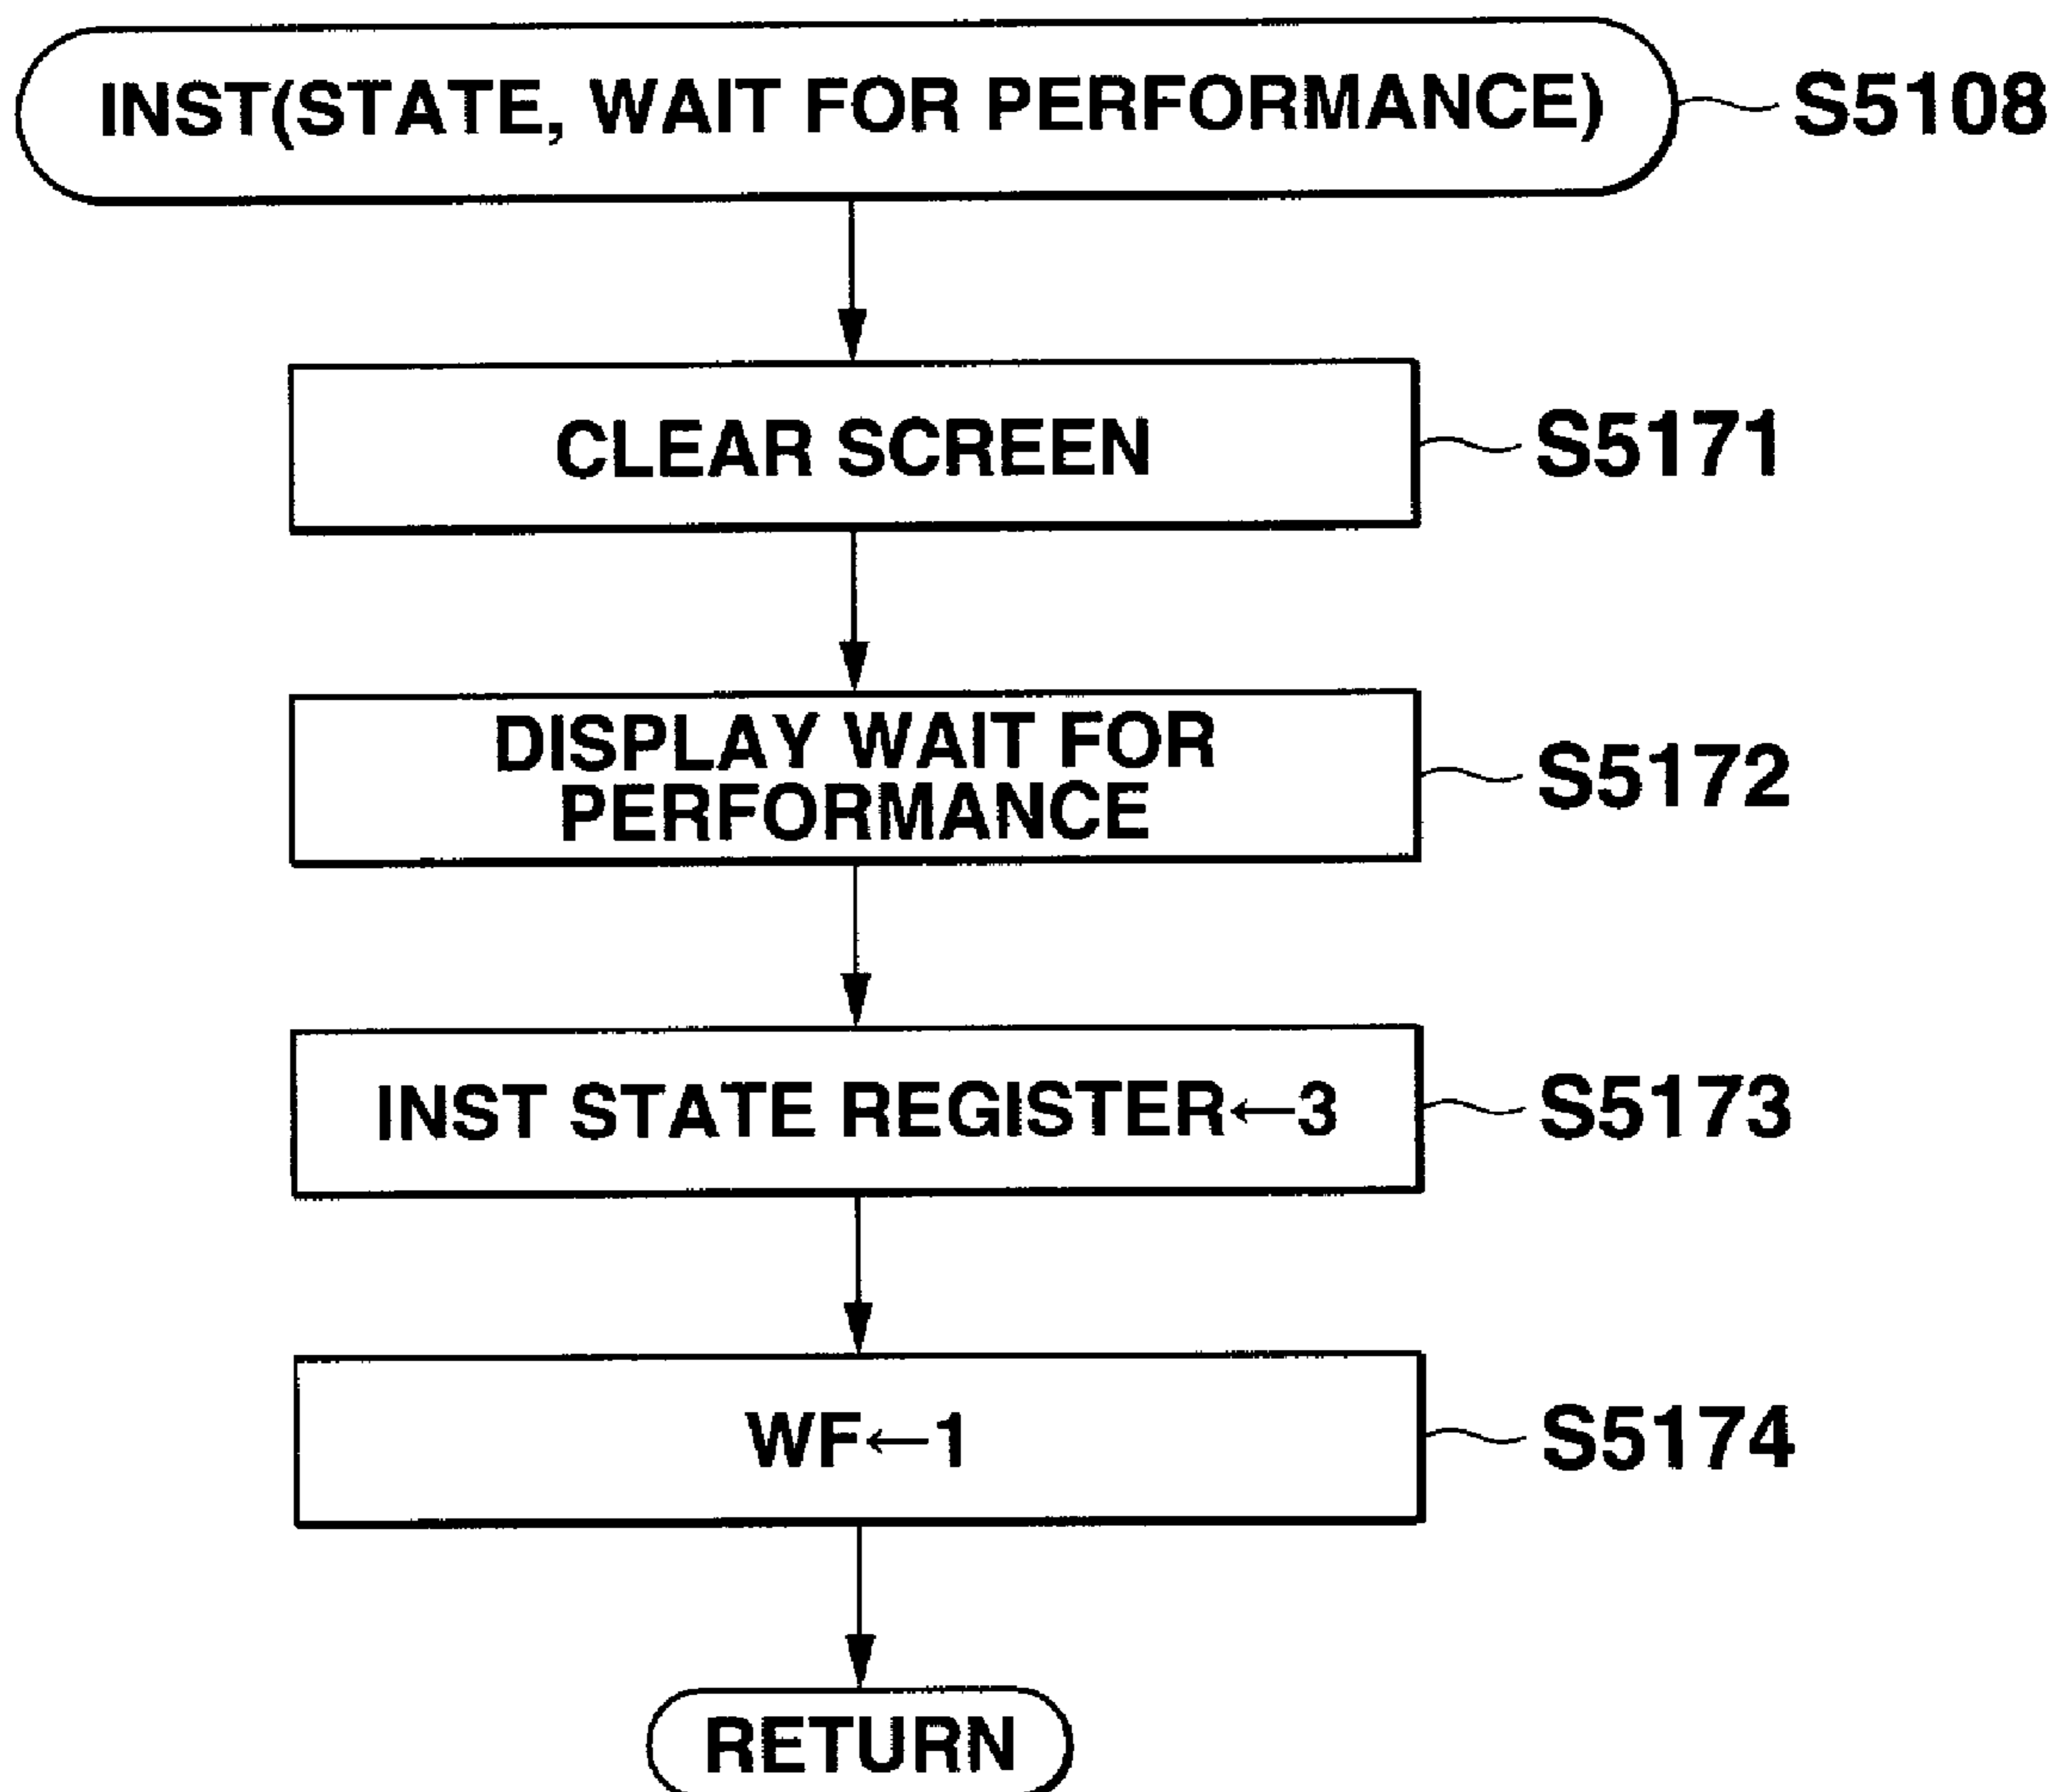 INST(STATE, WAIT FOR PERFORMANCE)
S5108
CLEAR SCREEN
S5171
DISPLAY WAIT FOR
PERFORMANCE
S5172
INST STATE REGISTER←3
S5173
WF←1
S5174
RETURN